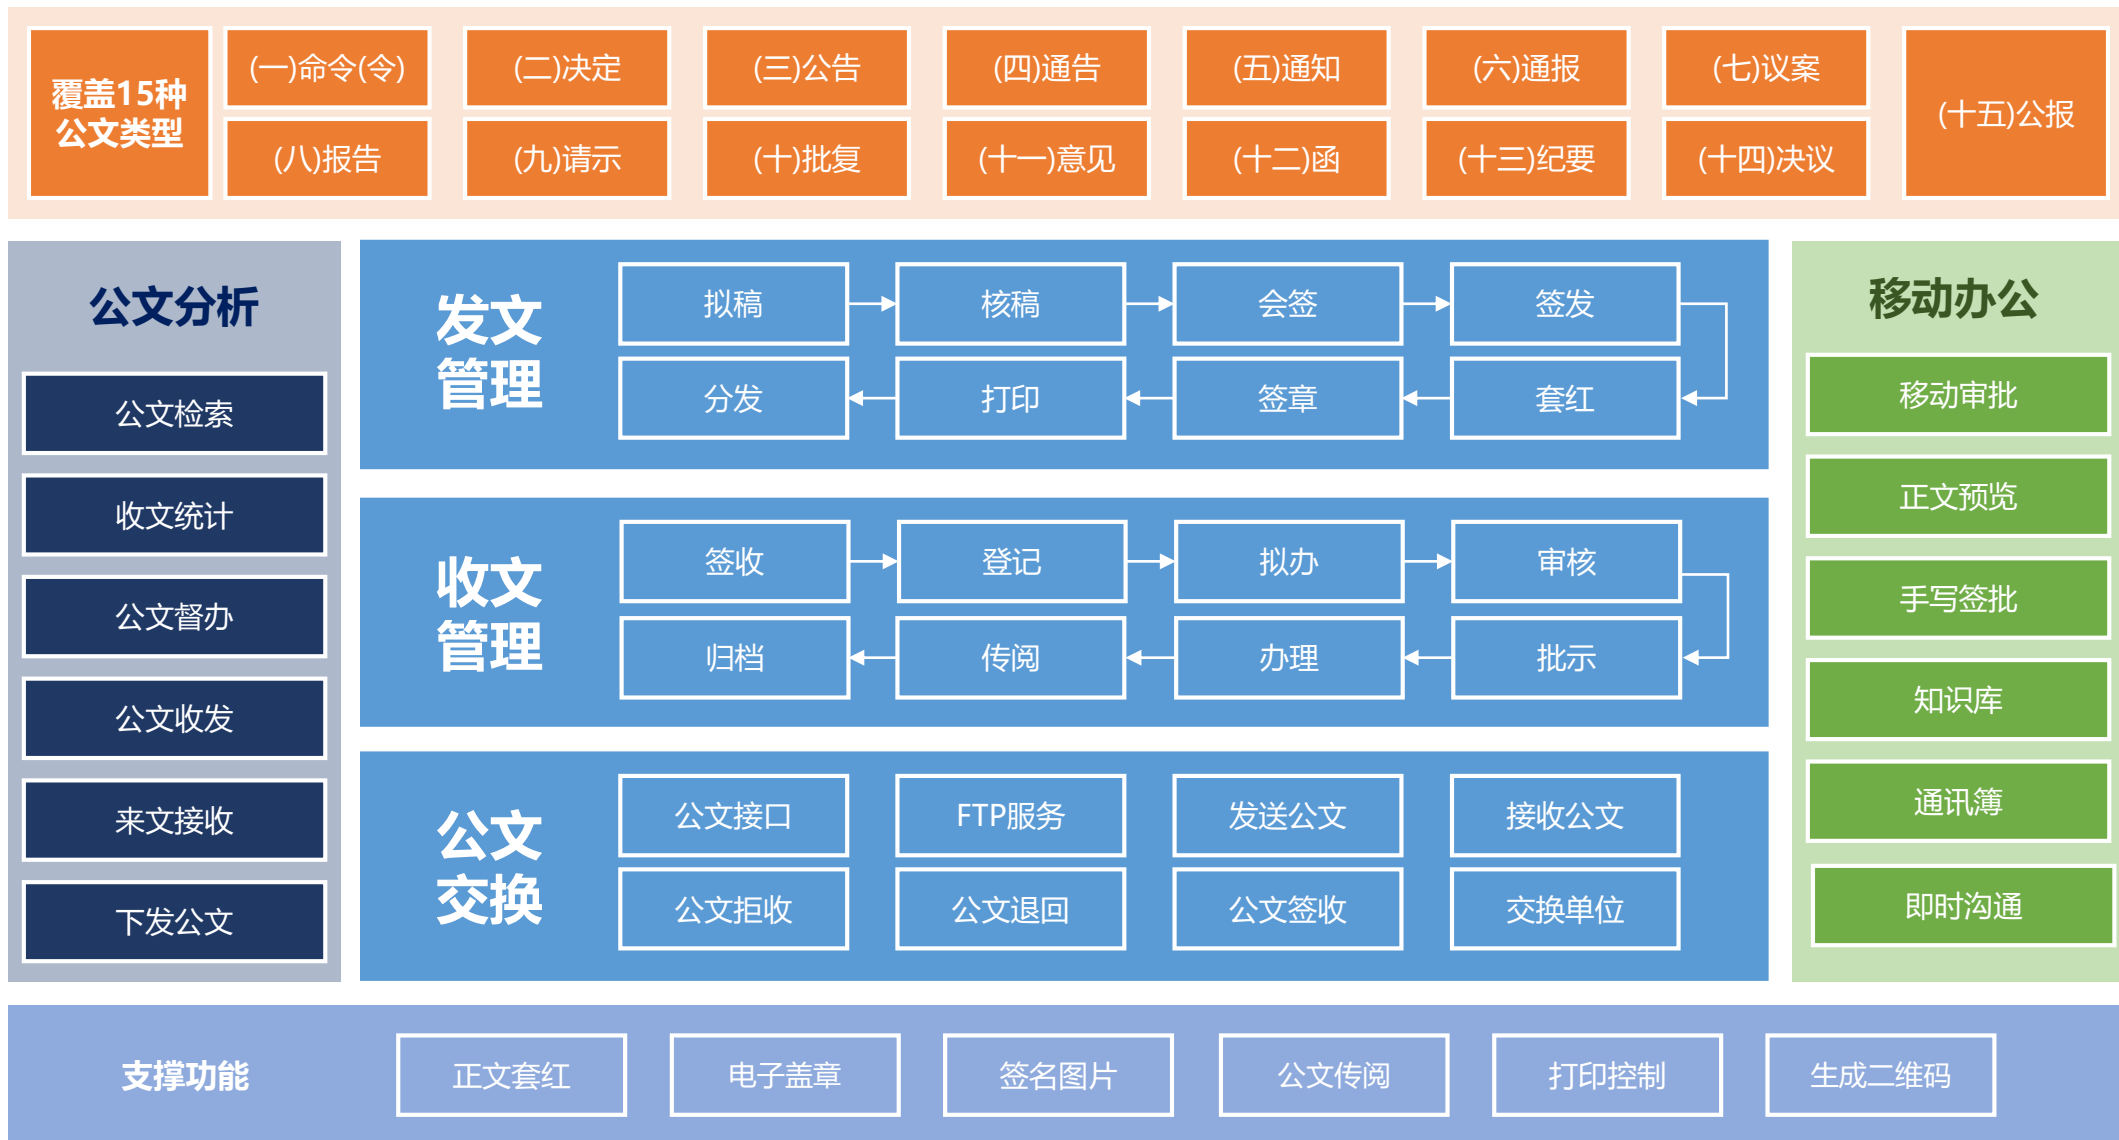 覆盖15种
公文类型
(一)命令(令)
(二)决定
(三)公告
(四)通告
(五)通知
(六)通报
(七)议案
(八)报告
(九)请示
(十)批复
(十一)意见
(十二)函
(十三)纪要
(十四)决议
(十五)公报
公文分析
公文检索
收文统计
公文督办
公文收发
来文接收
下发公文
发文
管理
拟稿
核稿
会签
签发
分发
打印
签章
套红
收文
管理
签收
登记
拟办
审核
归档
传阅
办理
批示
公文
交换
公文接口
FTP服务
发送公文
接收公文
公文拒收
公文退回
公文签收
交换单位
移动办公
移动审批
正文预览
手写签批
知识库
通讯簿
即时沟通
支撑功能
正文套红
电子盖章
签名图片
公文传阅
打印控制
生成二维码